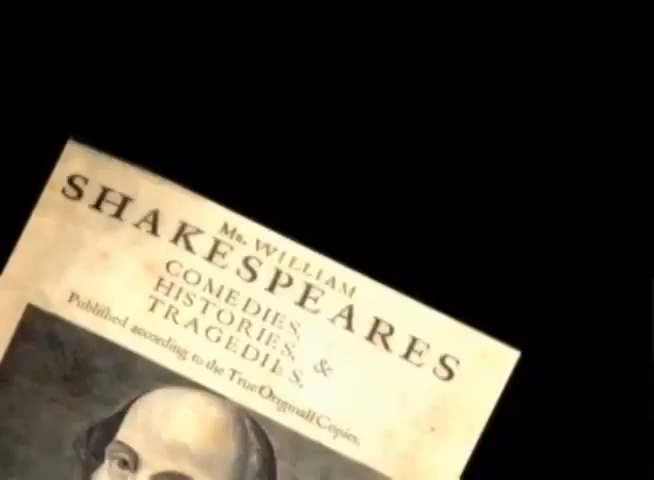 Mr. WILLIAM
SHAKESPEARES
COMEDIES,
HISTORIES, &
TRAGEDIES.
Publiſhed according to the True Originall Copies.